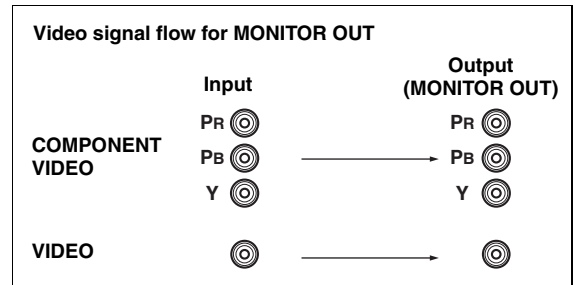 Video signal flow for MONITOR OUT
Input
Output
(MONITOR OUT)
PR
PR
COMPONENT
VIDEO
PB
PB
Y
Y
VIDEO